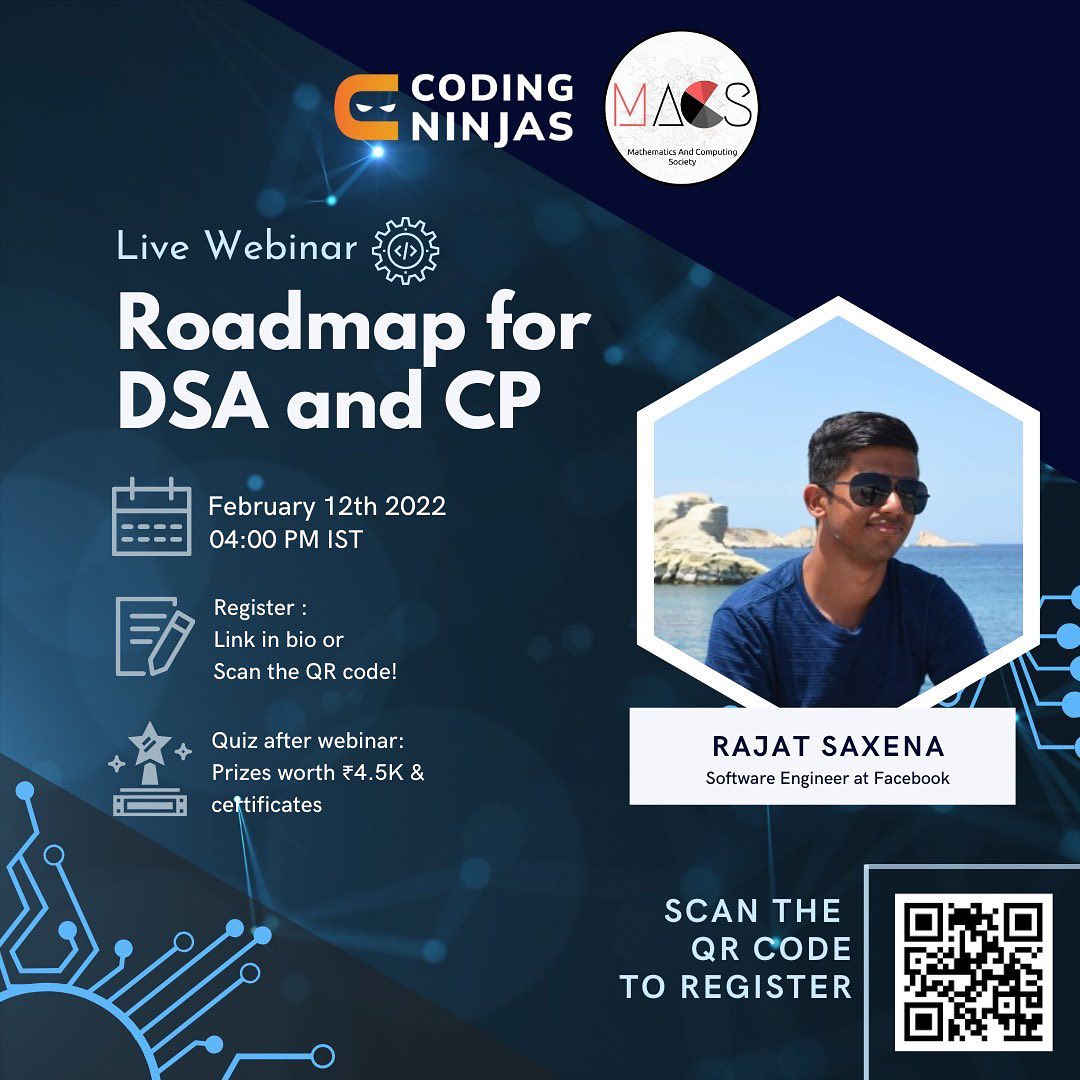 CODING
NINJAS
MACS
Mathematics And Computing
Society
Live Webinar
</>
Roadmap for
DSA and CP
February 12th 2022
04:00 PM IST
Register :
Link in bio or
Scan the QR code!
Quiz after webinar:
Prizes worth ₹4.5K &
certificates
RAJAT SAXENA
Software Engineer at Facebook
SCAN THE
QR CODE
TO REGISTER